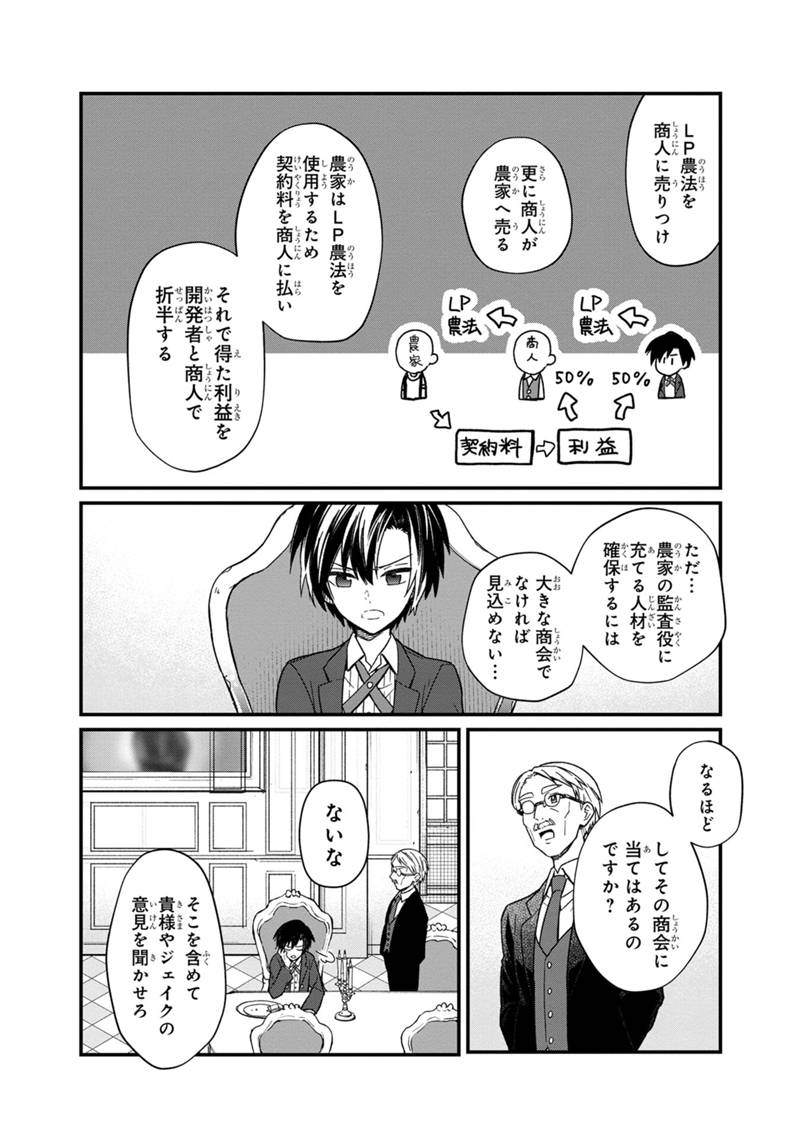 ＬＰ農法を
商人に売りつけ
更に商人が
農家へ売る
農家はＬＰ農法を
使用するため
契約料を商人に払い
それで得た利益を
開発者と商人で
折半する
LP
農法
LP
農法
商人
農家
50%
50%
契約料
利益
ただ…
農家の監査役に
充てる人材を
確保するには
大きな商会で
なければ
見込めない…
なるほど
してその商会に
当てはあるの
ですか？
ないな
そこを含めて
貴様やジェイクの
意見を聞かせろ